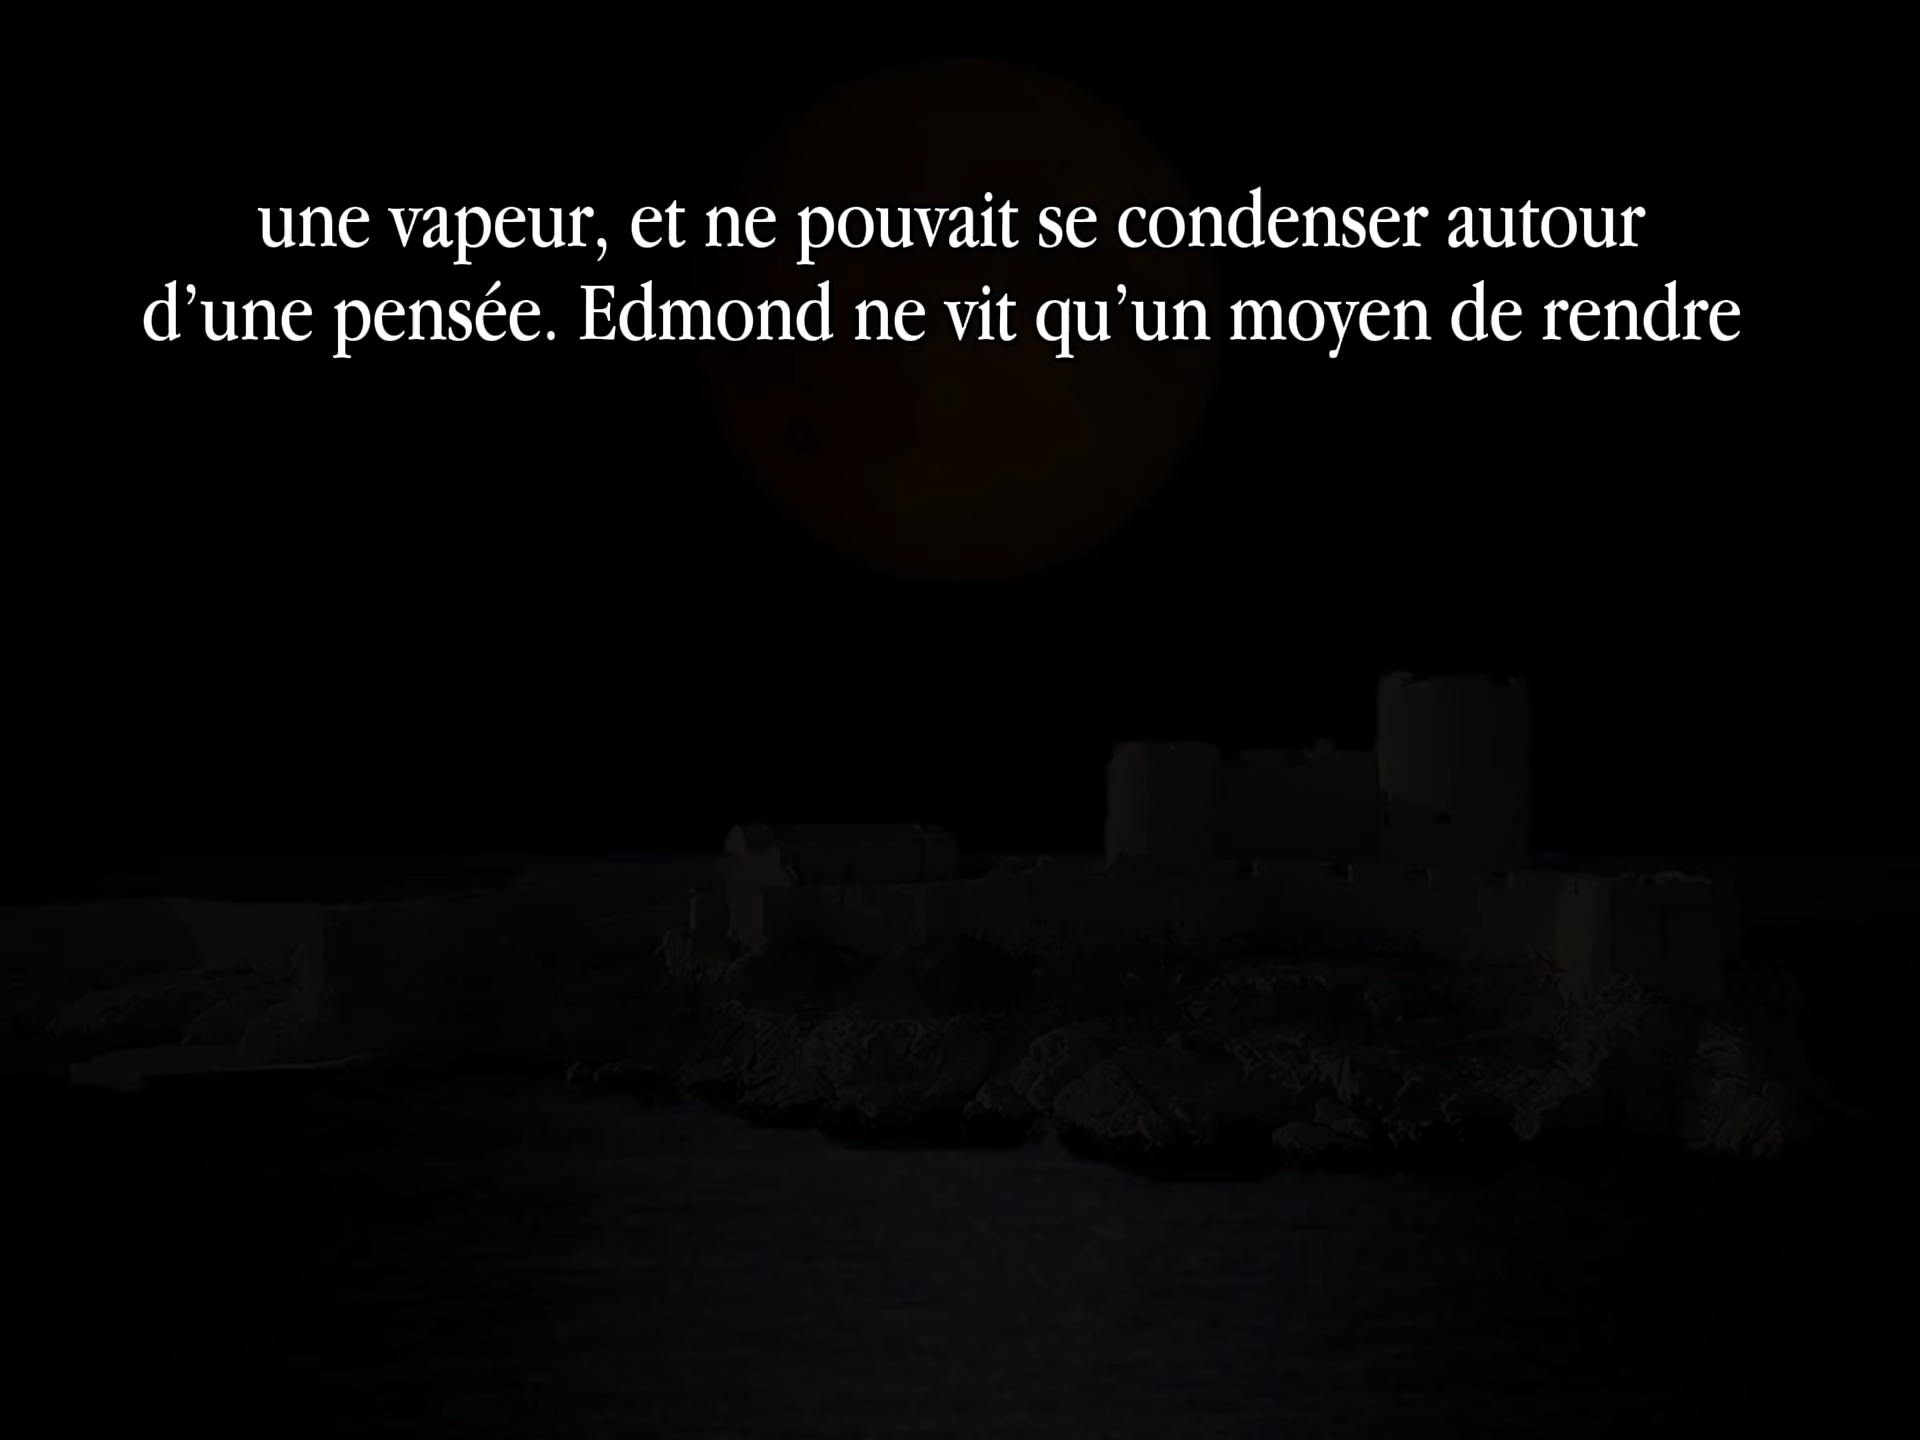 une vapeur, et ne pouvait se condenser autour
d’une pensée. Edmond ne vit qu’un moyen de rendre